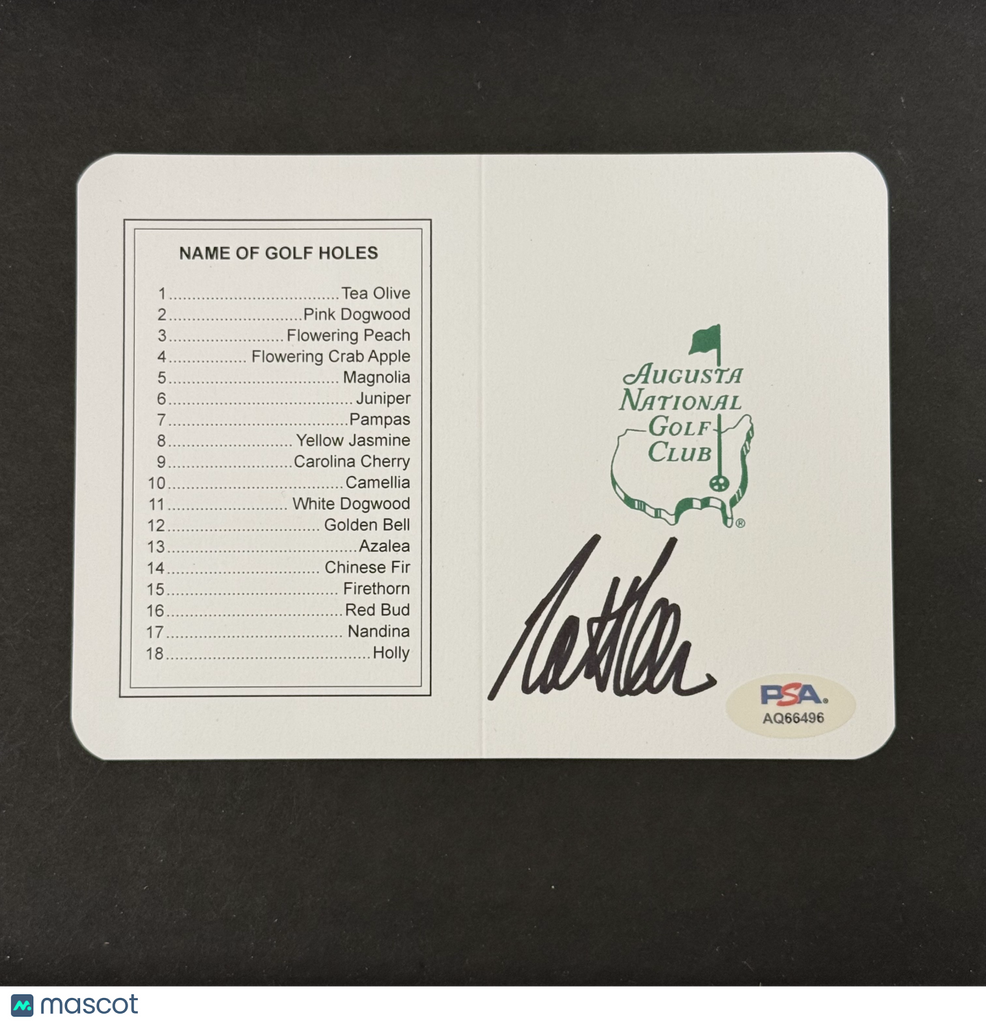 NAME OF GOLF HOLES
1 Tea Olive
2 Pink Dogwood
3 Flowering Peach
4 Flowering Crab Apple
5 Magnolia
6 Juniper
7 Pampas
8 Yellow Jasmine
9 Carolina Cherry
10 Camellia
11 White Dogwood
12 Golden Bell
13 Azalea
14 Chinese Fir
15 Firethorn
16 Red Bud
17 Nandina
18 Holly
AUGUSTA
NATIONAL
GOLF
CLUB
®
PSA.
AQ66496
mascot